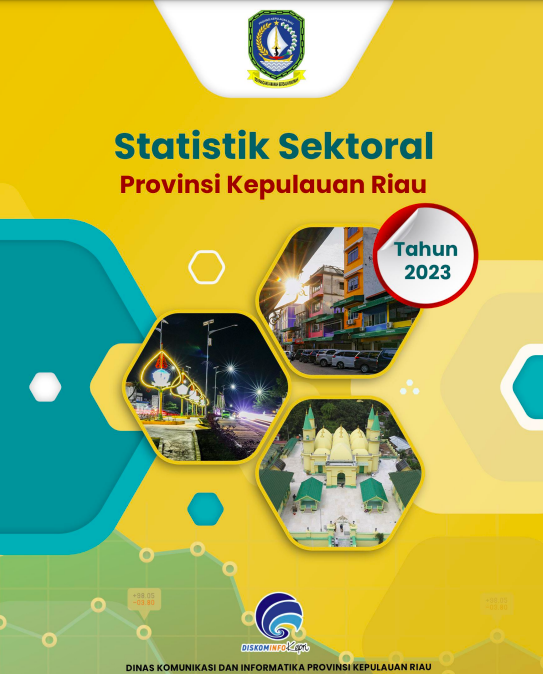 Statistik Sektoral
Provinsi Kepulauan Riau
Tahun
2023
DISKOMINFO Kepri
DINAS KOMUNIKASI DAN INFORMATIKA PROVINSI KEPULAUAN RIAU